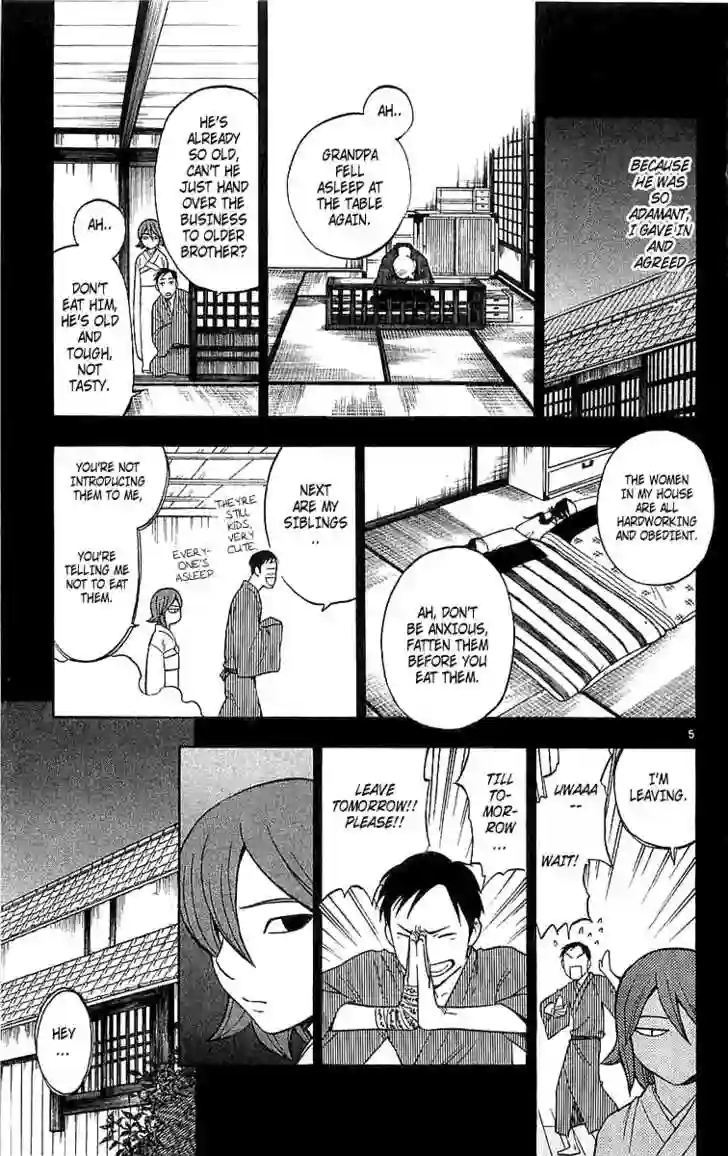 BECAUSE
HE WAS
SO
ADAMANT,
I GAVE IN
AND
AGREED
AH..
GRANDPA
FELL
ASLEEP AT
THE TABLE
AGAIN.
HE'S
ALREADY
SO OLD,
CAN'T HE
JUST HAND
OVER THE
BUSINESS
TO OLDER
BROTHER?
AH..
DON'T
EAT HIM,
HE'S OLD
AND
TOUGH,
NOT
TASTY.
THE WOMEN
IN MY HOUSE
ARE ALL
HARDWORKING
AND OBEDIENT.
AH, DON'T
BE ANXIOUS,
FATTEN THEM
BEFORE YOU
EAT THEM.
NEXT
ARE MY
SIBLINGS
..
THEY'RE
STILL
KIDS,
VERY
CUTE.
EVERY-
ONE'S
ASLEEP
YOU'RE NOT
INTRODUCING
THEM TO ME,
YOU'RE
TELLING ME
NOT TO EAT
THEM.
5
I'M
LEAVING.
UWAAA
--
WAIT!
TILL
TO-
MOR-
ROW
...
LEAVE
TOMORROW!!
PLEASE!!
HEY
...